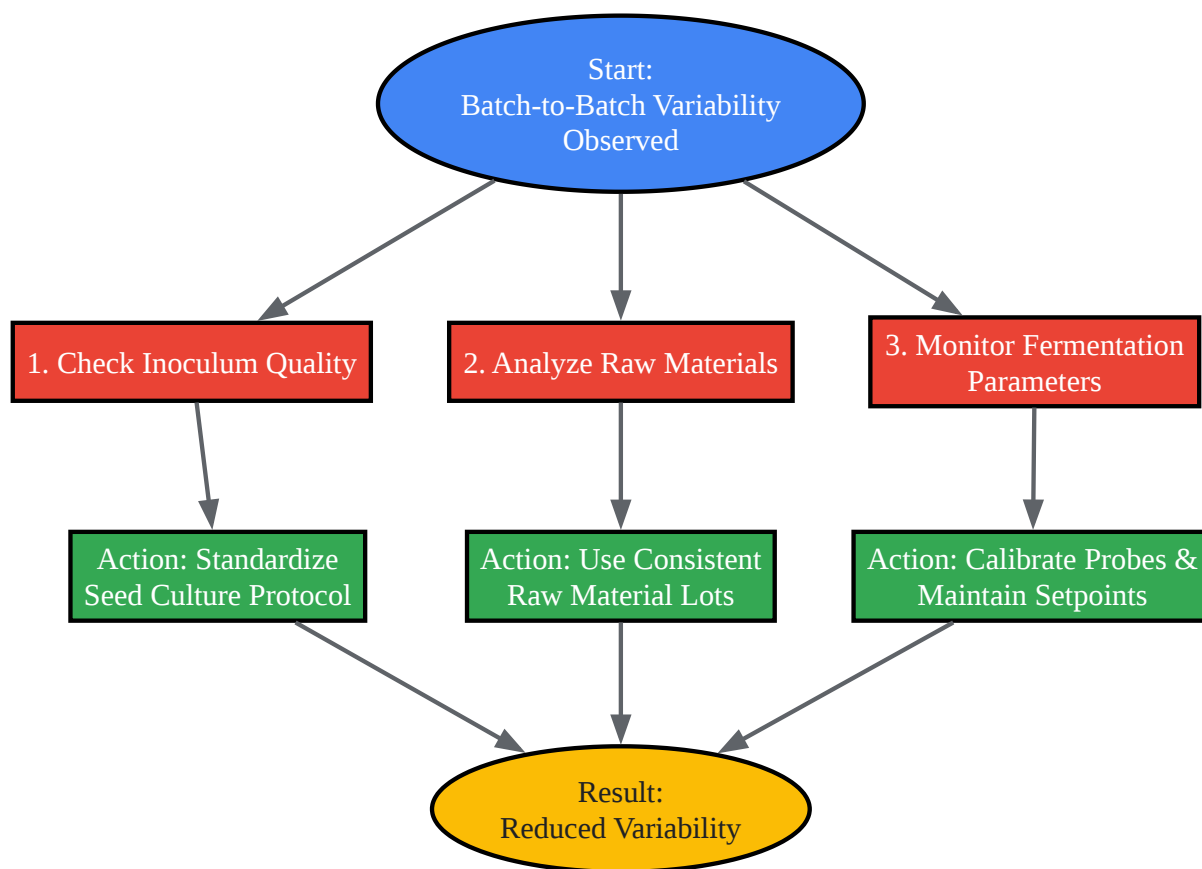 Start:
Batch-to-Batch Variability
Observed
1. Check Inoculum Quality
2. Analyze Raw Materials
3. Monitor Fermentation
Parameters
Action: Standardize
Seed Culture Protocol
Action: Use Consistent
Raw Material Lots
Action: Calibrate Probes &
Maintain Setpoints
Result:
Reduced Variability